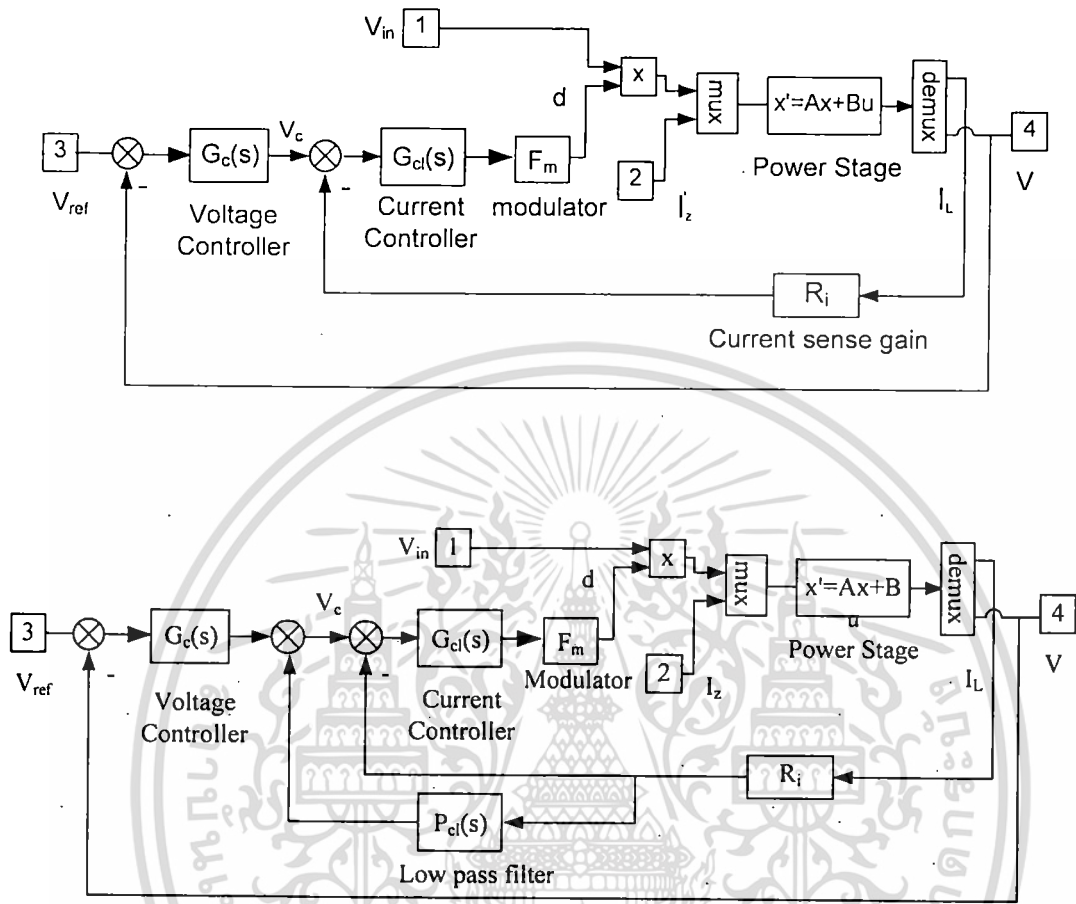 V_in 1
x
d
mux
x'=Ax+Bu
Power Stage
demux
4
V
3
V_ref
-
G_c(s)
Voltage
Controller
V_c
-
G_cl(s)
Current
Controller
F_m
modulator
2
I_z
I_L
R_i
Current sense gain
V_in 1
x
d
mux
x'=Ax+B
u
Power Stage
demux
4
V
3
V_ref
-
G_c(s)
Voltage
Controller
V_c
-
G_cl(s)
Current
Controller
F_m
Modulator
2
I_z
I_L
R_i
P_cl(s)
Low pass filter